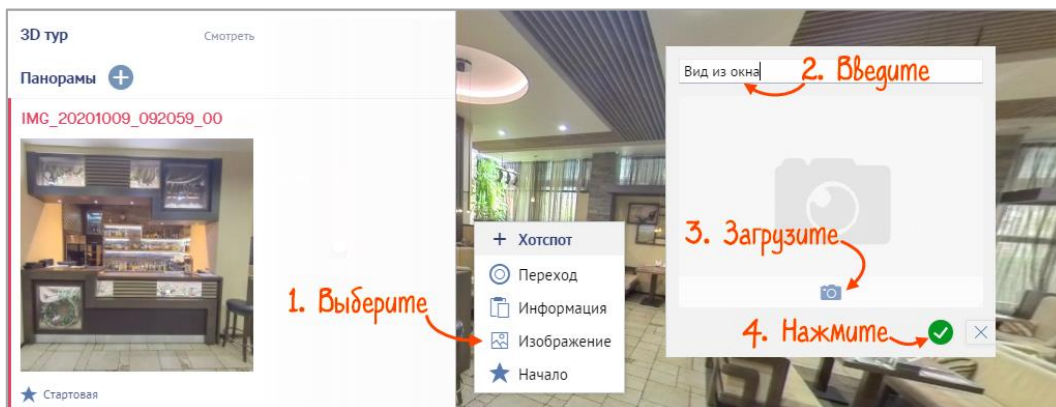 3D тур
Смотреть
Панорамы
IMG_20201009_092059_00
Стартовая
1. Выберите
+ Хотспот
Переход
Информация
Изображение
Начало
Вид из окна
2. Введите
3. Загрузите
4. Нажмите